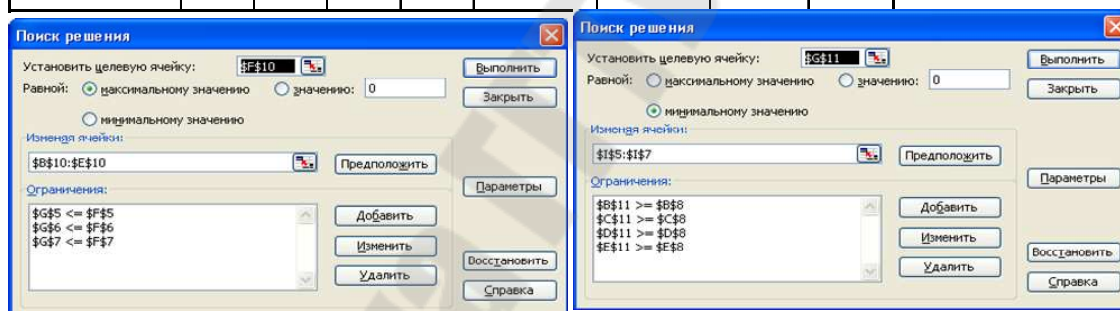 Поиск решения
Установить целевую ячейку: $F$10 Выполнить
Равной: максимальному значению значению: 0 Закрыть
минимальному значению
Изменяя ячейки:
$B$10:$E$10 Предположить
Параметры
Ограничения:
$G$5 <= $F$5 Добавить
$G$6 <= $F$6
$G$7 <= $F$7
Изменить
Восстановить
Удалить
Справка
Поиск решения
Установить целевую ячейку: $G$11 Выполнить
Равной: максимальному значению значению: 0 Закрыть
минимальному значению
Изменяя ячейки:
$I$5:$I$7 Предположить
Параметры
Ограничения:
$B$11 >= $B$8 Добавить
$C$11 >= $C$8
$D$11 >= $D$8
$E$11 >= $E$8
Изменить
Восстановить
Удалить
Справка